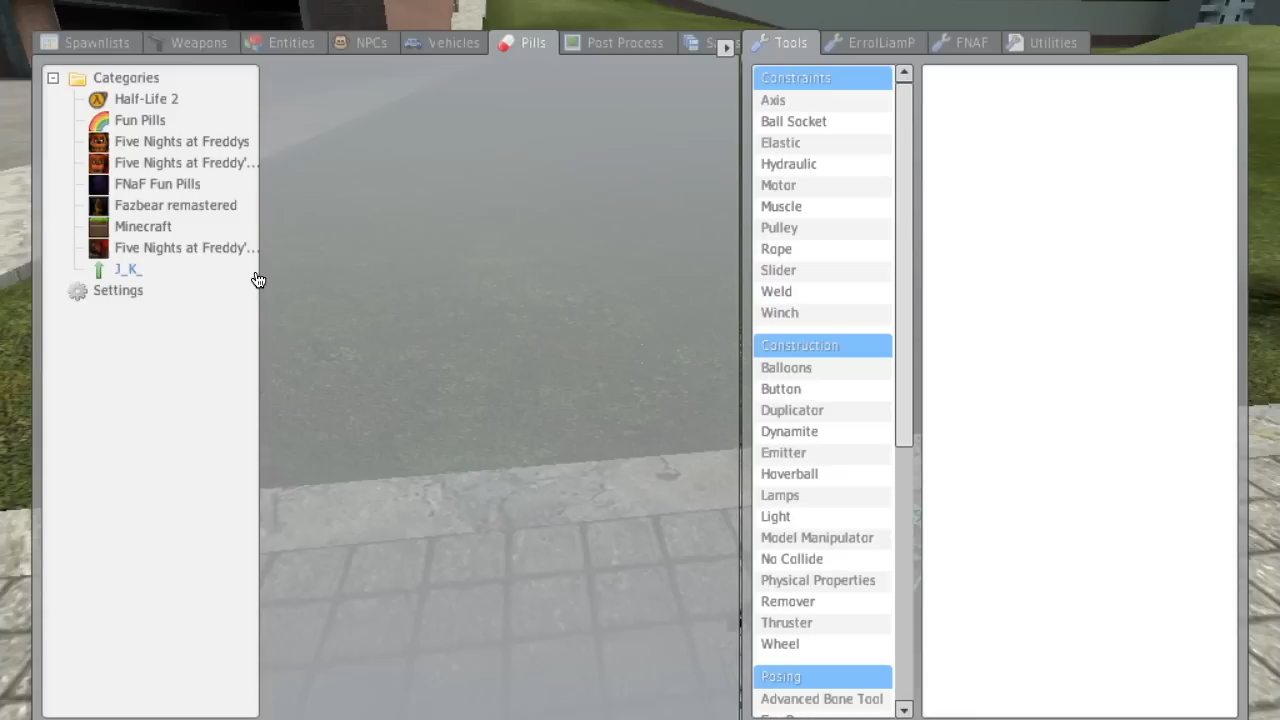 Spawnlists
Weapons
Entities
NPCs
Vehicles
Pills
Post Process
Tools
ErrolLiamP
FNAF
Utilities
Categories
Half-Life 2
Fun Pills
Five Nights at Freddys
Five Nights at Freddy'...
FNaF Fun Pills
Fazbear remastered
Minecraft
Five Nights at Freddy'...
J_K_
Settings
Constraints
Axis
Ball Socket
Elastic
Hydraulic
Motor
Muscle
Pulley
Rope
Slider
Weld
Winch
Construction
Balloons
Button
Duplicator
Dynamite
Emitter
Hoverball
Lamps
Light
Model Manipulator
No Collide
Physical Properties
Remover
Thruster
Wheel
Posing
Advanced Bone Tool